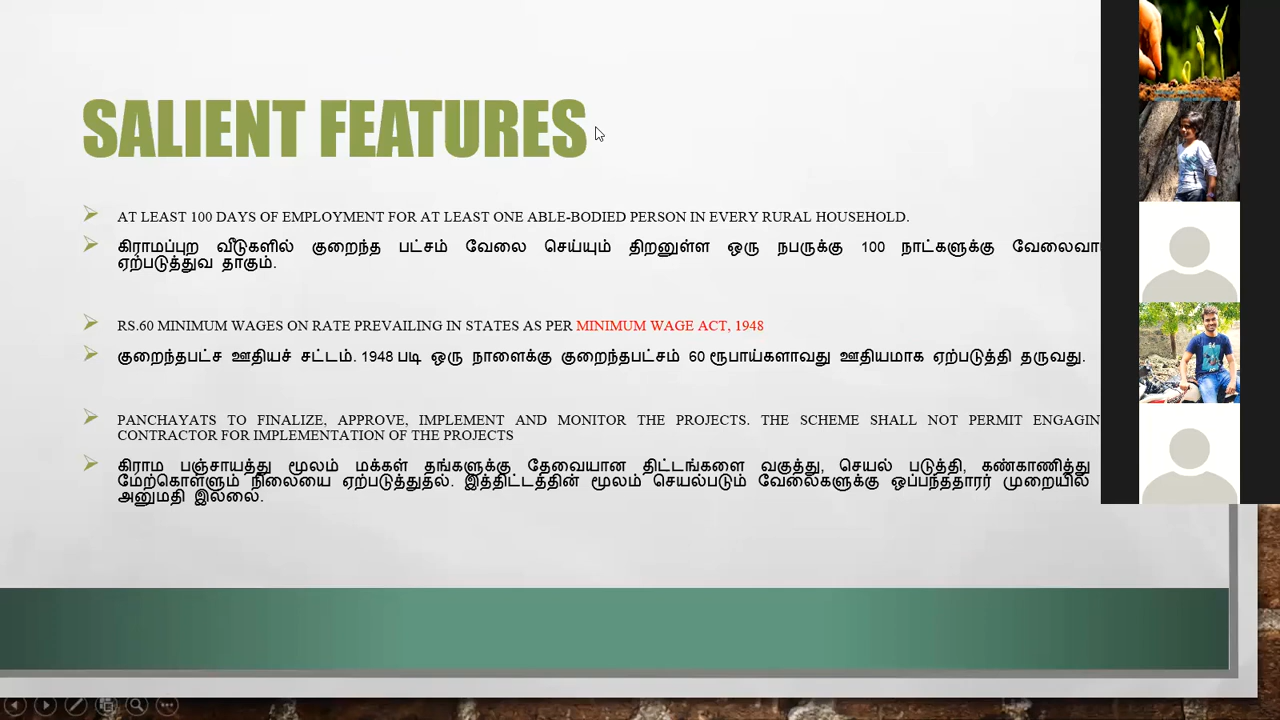 SALIENT FEATURES
AT LEAST 100 DAYS OF EMPLOYMENT FOR AT LEAST ONE ABLE-BODIED PERSON IN EVERY RURAL HOUSEHOLD.
கிராமப்புற வீடுகளில் குறைந்த பட்சம் வேலை செய்யும் திறனுள்ள ஒரு நபருக்கு 100 நாட்களுக்கு வேலைவா
ஏற்படுத்துவ தாகும்.
RS.60 MINIMUM WAGES ON RATE PREVAILING IN STATES AS PER MINIMUM WAGE ACT, 1948
குறைந்தபட்ச ஊதியச் சட்டம். 1948 படி ஒரு நாளைக்கு குறைந்தபட்சம் 60 ரூபாய்களாவது ஊதியமாக ஏற்படுத்தி தருவது.
PANCHAYATS TO FINALIZE, APPROVE, IMPLEMENT AND MONITOR THE PROJECTS. THE SCHEME SHALL NOT PERMIT ENGAGIN
CONTRACTOR FOR IMPLEMENTATION OF THE PROJECTS
கிராம பஞ்சாயத்து மூலம் மக்கள் தங்களுக்கு தேவையான திட்டங்களை வகுத்து, செயல் படுத்தி, கண்காணித்து
மேற்கொள்ளும் நிலையை ஏற்படுத்துதல். இத்திட்டத்தின் மூலம் செயல்படும் வேலைகளுக்கு ஒப்பந்ததாரர் முறையில்
அனுமதி இல்லை.